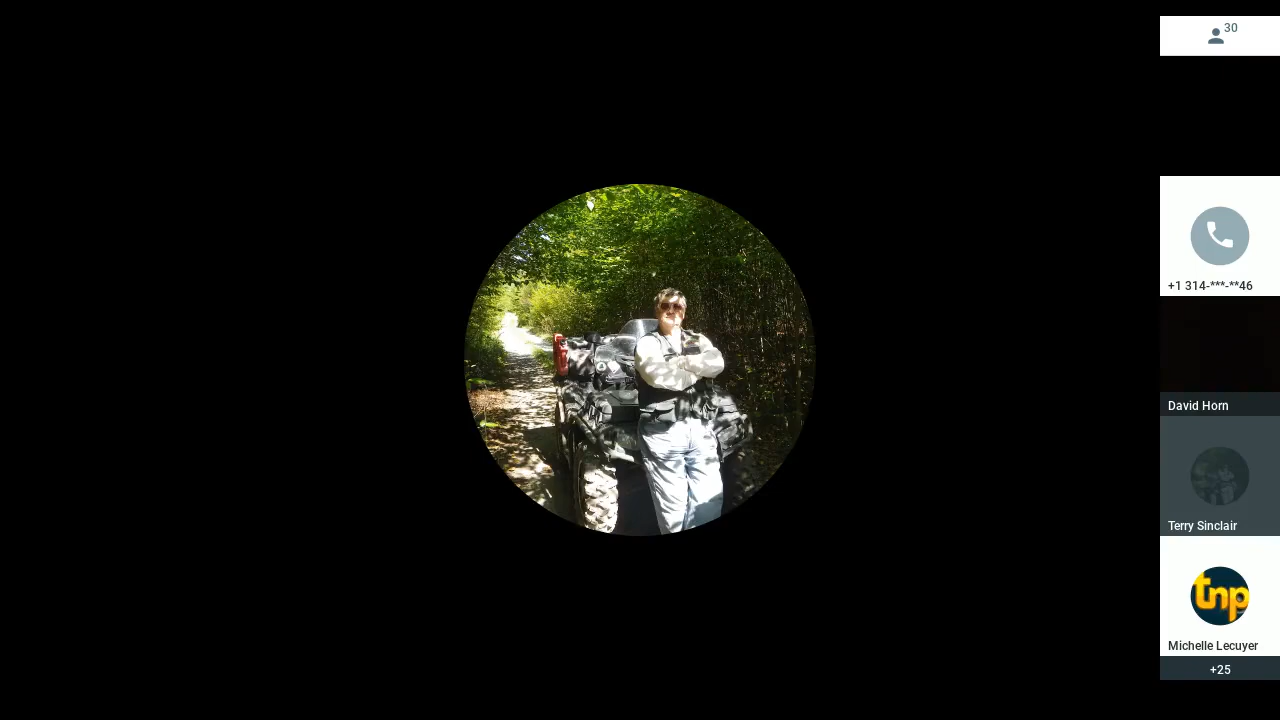 30
+1 314-***-**46
David Horn
Terry Sinclair
tnp
Michelle Lecuyer
+25